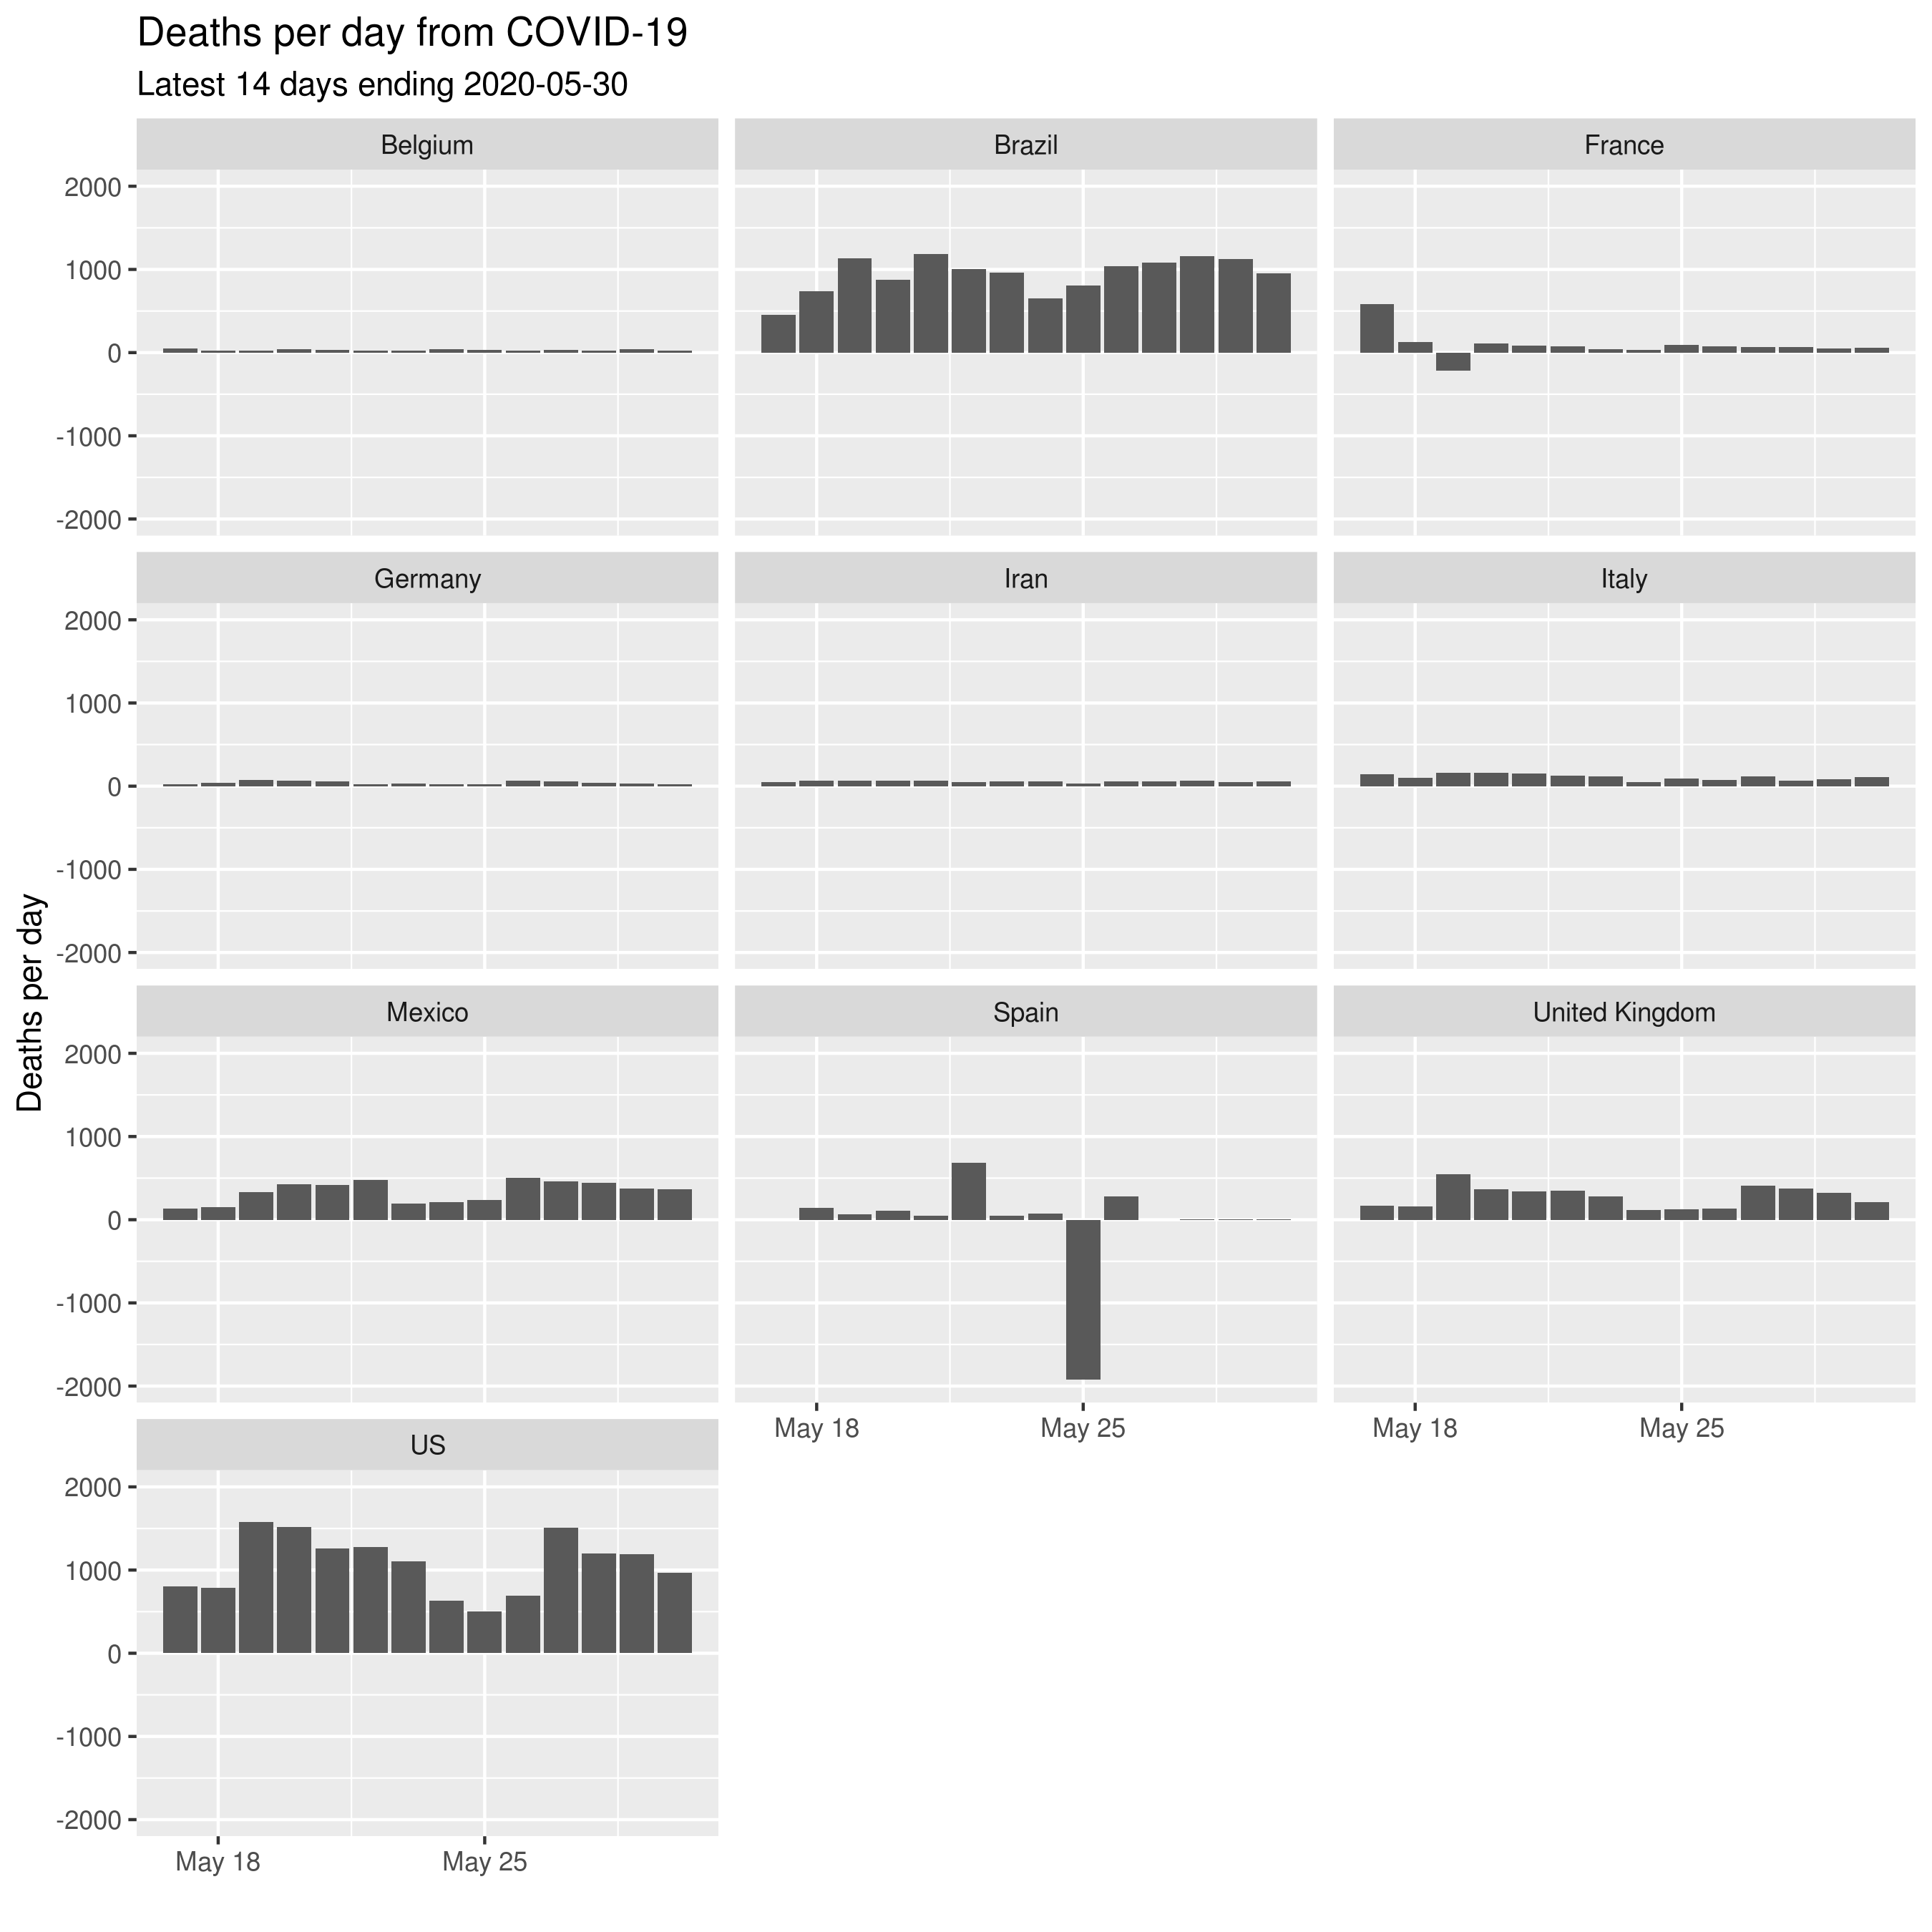 Deaths per day from COVID-19
Latest 14 days ending 2020-05-30
Belgium
Brazil
France
2000
1000
0
-1000
-2000
Germany
Iran
Italy
2000
1000
0
-1000
-2000
Deaths per day
Mexico
Spain
United Kingdom
2000
1000
0
-1000
-2000
May 18
May 25
May 18
May 25
US
2000
1000
0
-1000
-2000
May 18
May 25